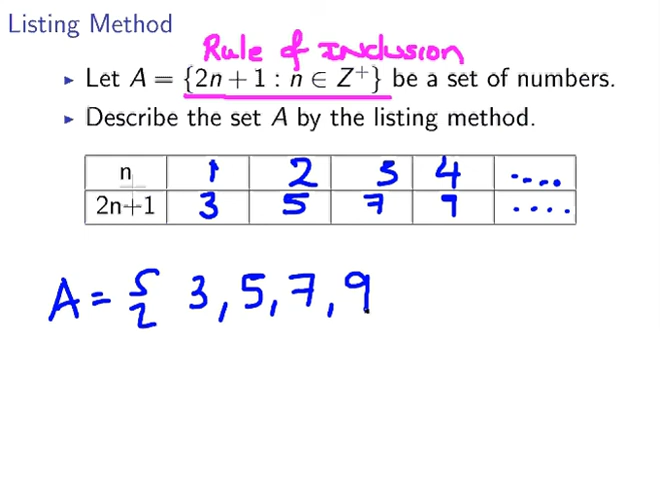 Listing Method
Rule of Inclusion
▸ Let A = {2n + 1 : n ∈ Z⁺} be a set of numbers.
▸ Describe the set A by the listing method.
n 1 2 3 4 ....
2n+1 3 5 7 9 ....
A = { 3, 5, 7, 9